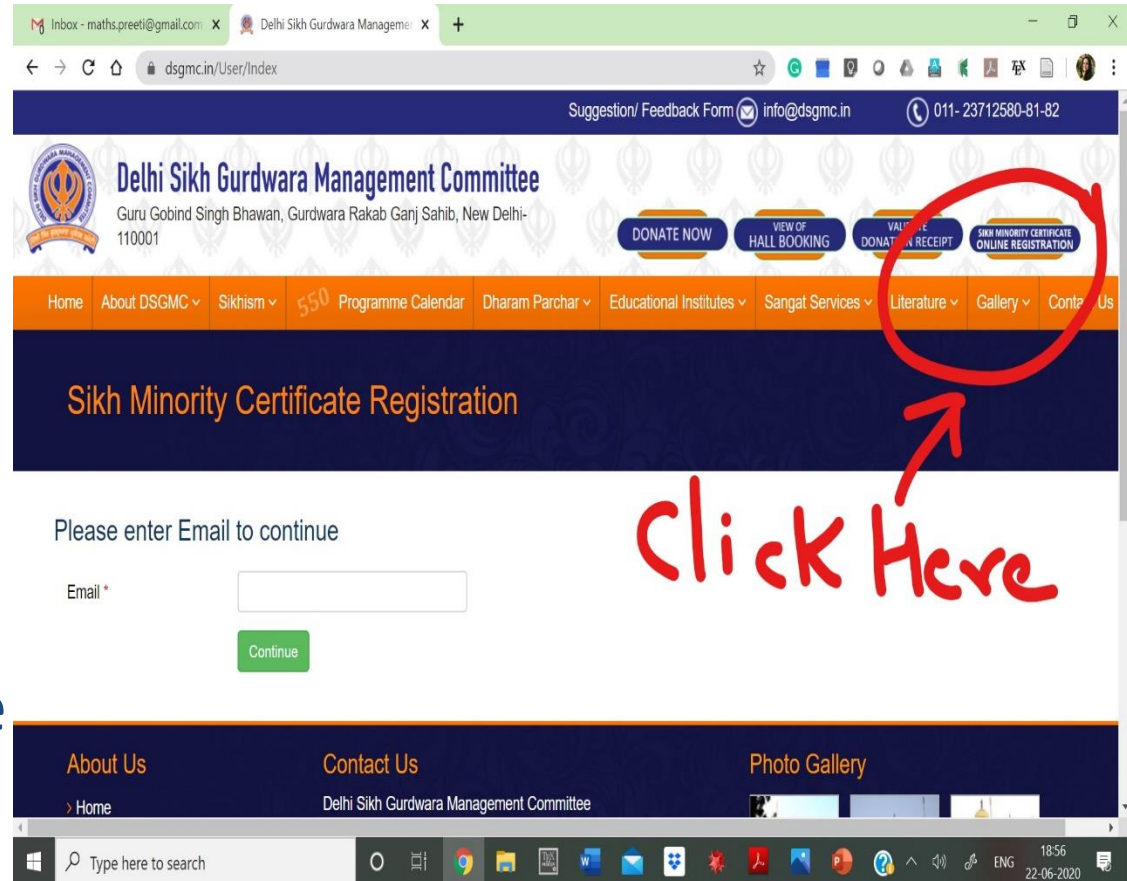 Inbox - maths.preeti@gmail.com
Delhi Sikh Gurdwara Managemen
dsgmc.in/User/Index
Suggestion/ Feedback Form info@dsgmc.in 011- 23712580-81-82
Delhi Sikh Gurdwara Management Committee
Guru Gobind Singh Bhawan, Gurdwara Rakab Ganj Sahib, New Delhi-
110001
DONATE NOW
VIEW OF
HALL BOOKING
DONATION RECEIPT
SIKH MINORITY CERTIFICATE
ONLINE REGISTRATION
Home About DSGMC Sikhism 550 Programme Calendar Dharam Parchar Educational Institutes Sangat Services Literature Gallery Contact Us
Sikh Minority Certificate Registration
Click Here
Please enter Email to continue
Email *
Continue
e
About Us Contact Us Photo Gallery
> Home Delhi Sikh Gurdwara Management Committee
Type here to search
ENG
18:56
22-06-2020